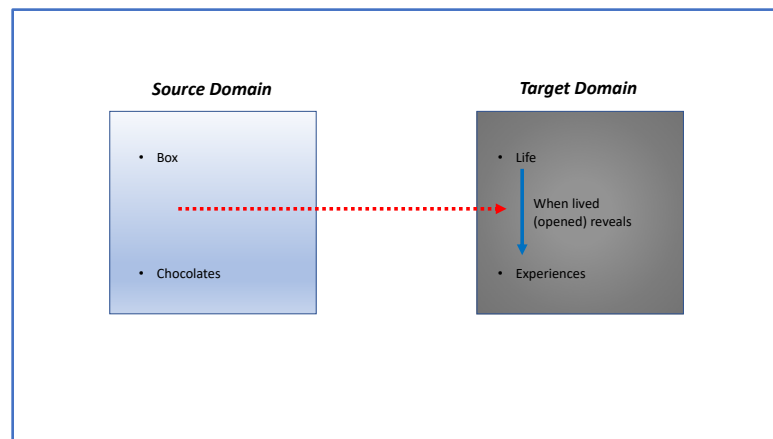 Source Domain
Target Domain
• Box
• Life
When lived
(opened) reveals
• Chocolates
• Experiences